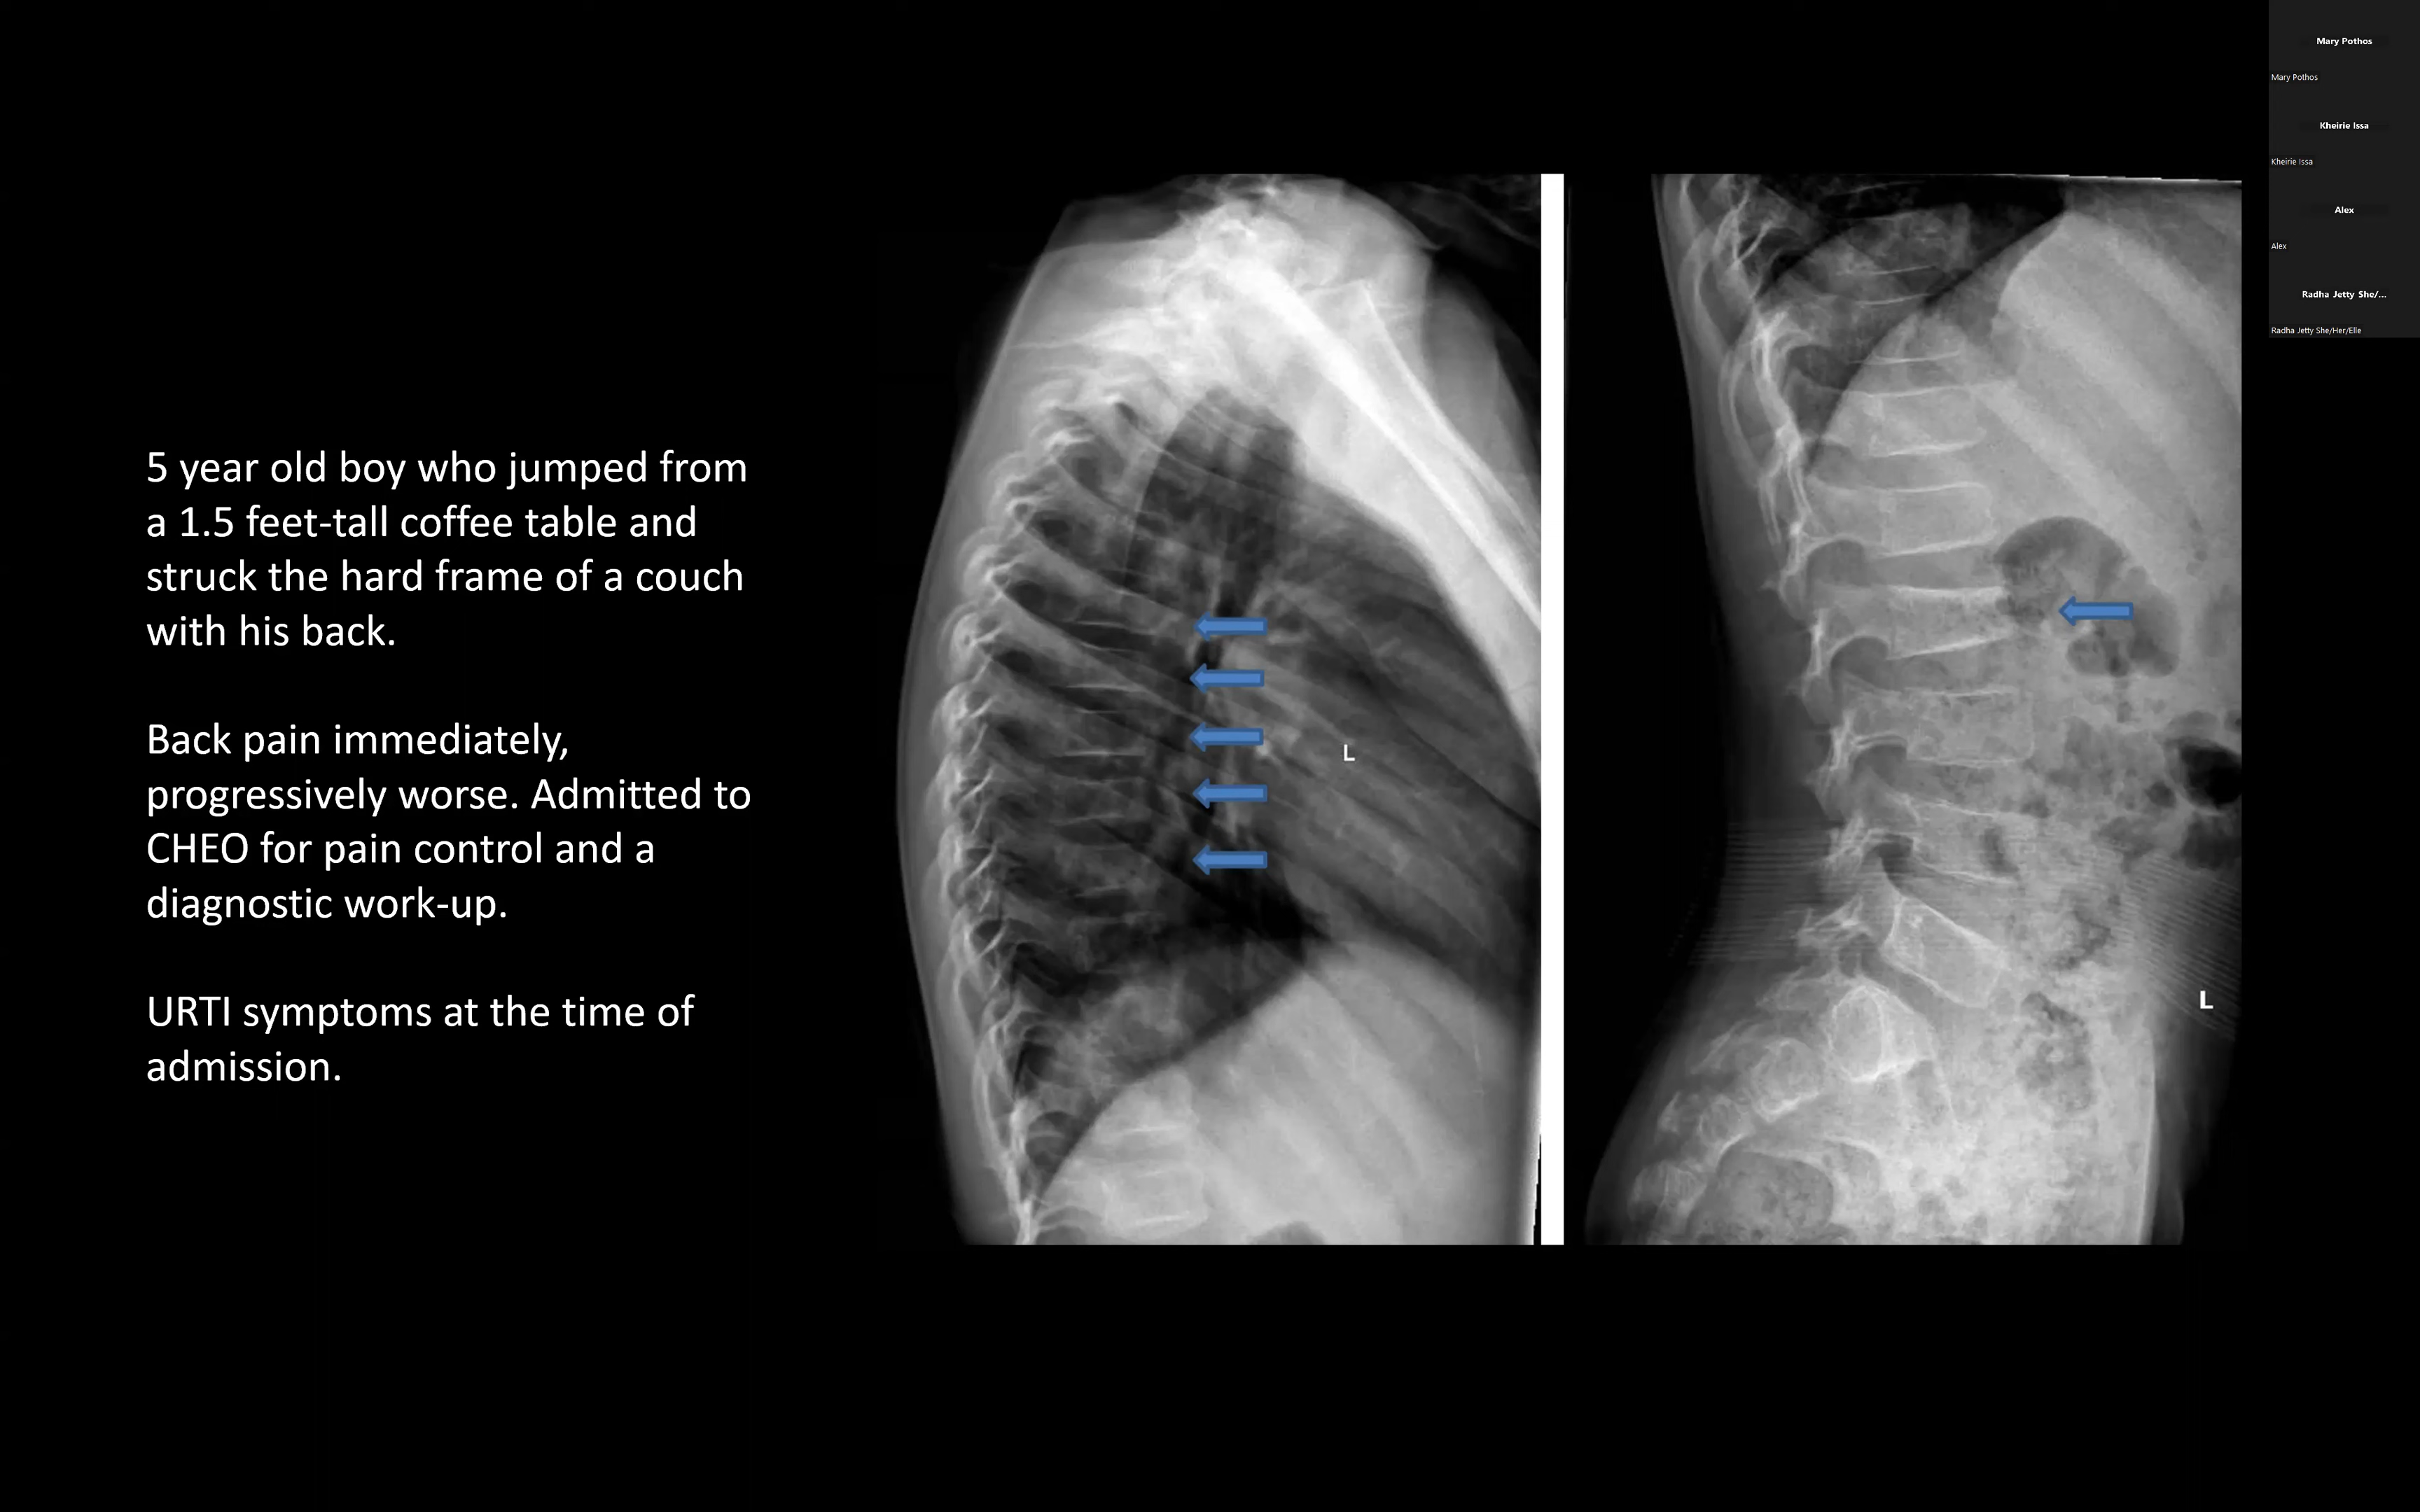 5 year old boy who jumped from
a 1.5 feet-tall coffee table and
struck the hard frame of a couch
with his back.
Back pain immediately,
progressively worse. Admitted to
CHEO for pain control and a
diagnostic work-up.
URTI symptoms at the time of
admission.
L
L
Mary Pothos
Mary Pothos
Kheirie Issa
Kheirie Issa
Alex
Alex
Radha Jetty She/...
Radha Jetty She/Her/Elle